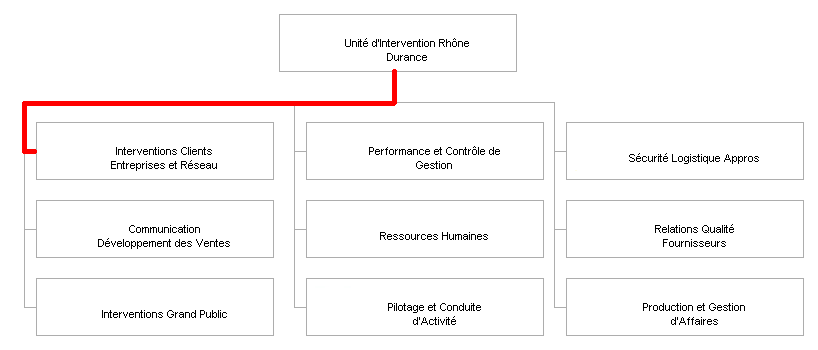 Unité d'Intervention Rhône
Durance
Interventions Clients
Entreprises et Réseau
Performance et Contrôle de
Gestion
Sécurité Logistique Appros
Communication
Développement des Ventes
Ressources Humaines
Relations Qualité
Fournisseurs
Interventions Grand Public
Pilotage et Conduite
d'Activité
Production et Gestion
d'Affaires